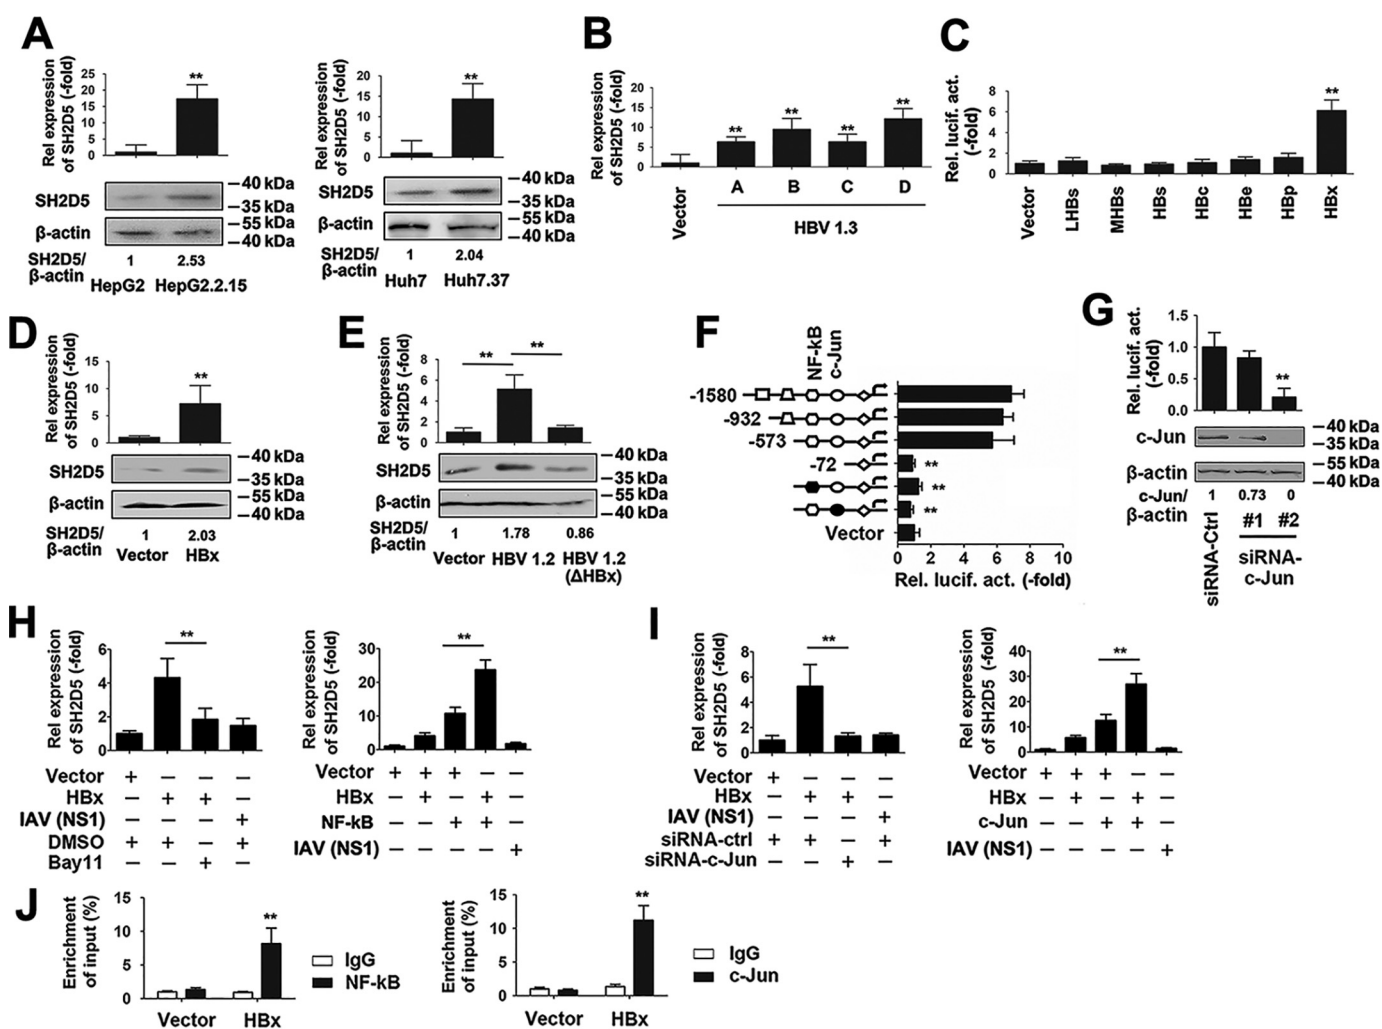 A
Rel expression
of SH2D5 (-fold)
25
20
15
10
5
0
**
SH2D5
–40 kDa
–35 kDa
β-actin
–55 kDa
–40 kDa
SH2D5/
β-actin
1 2.53
HepG2 HepG2.2.15
Rel expression
of SH2D5 (-fold)
20
15
10
5
0
**
SH2D5
–40 kDa
–35 kDa
β-actin
–55 kDa
–40 kDa
SH2D5/
β-actin
1 2.04
Huh7 Huh7.37
B
Rel expression
of SH2D5 (-fold)
20
15
10
5
0
** ** ** **
Vector A B C D
HBV 1.3
C
Rel. lucif. act.
(-fold)
8
6
4
2
0
**
Vector LHBs MHBs HBs HBc HBe HBp HBx
D
Rel expression
of SH2D5 (-fold)
15
10
5
0
**
SH2D5
–40 kDa
–35 kDa
β-actin
–55 kDa
–40 kDa
SH2D5/
β-actin
1 2.03
Vector HBx
E
Rel expression
of SH2D5 (-fold)
8
6
4
2
0
** **
SH2D5
–40 kDa
–35 kDa
β-actin
–55 kDa
–40 kDa
SH2D5/
β-actin
1 1.78 0.86
Vector HBV 1.2 HBV 1.2
(ΔHBx)
F
NF-kB
c-Jun
-1580
-932
-573
-72 **
**
**
Vector
0 2 4 6 8 10
Rel. lucif. act. (-fold)
G
Rel. lucif. act.
(-fold)
1.5
1.0
0.5
0.0
**
c-Jun
–40 kDa
–35 kDa
β-actin
–55 kDa
–40 kDa
c-Jun/
β-actin
1 0.73 0
siRNA-Ctrl #1 #2
siRNA-
c-Jun
H
Rel expression
of SH2D5 (-fold)
6
4
2
0
**
Vector + – – –
HBx – + + –
IAV (NS1) – – – +
DMSO + + – +
Bay11 – – + –
Rel expression
of SH2D5 (-fold)
30
20
10
0
**
Vector + + + – –
HBx – + – + –
NF-kB – – + + –
IAV (NS1) – – – – +
I
Rel expression
of SH2D5 (-fold)
8
6
4
2
0
**
Vector + – – –
HBx – + + –
IAV (NS1) – – – +
siRNA-ctrl + + – +
siRNA-c-Jun – – + –
Rel expression
of SH2D5 (-fold)
40
30
20
10
0
**
Vector + + + – –
HBx – + – + –
c-Jun – – + + –
IAV (NS1) – – – – +
J
Enrichment
of input (%)
15
10
5
0
**
Vector HBx
IgG
NF-kB
Enrichment
of input (%)
15
10
5
0
**
Vector HBx
IgG
c-Jun